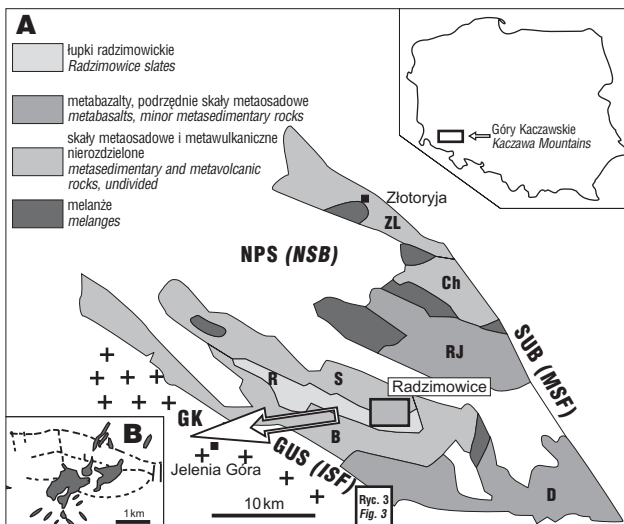 A
łupki radzimowickie
Radzimowice slates
metabazalty, podrzędnie skały metaosadowe
metabasalts, minor metasedimentary rocks
skały metaosadowe i metawulkaniczne
nierozdzielone
metasedimentary and metavolcanic
rocks, undivided
melanże
melanges
Góry Kaczawskie
Kaczawa Mountains
Złotoryja
ZL
NPS (NSB)
Ch
SUB (MSF)
RJ
R
S
Radzimowice
GK
B
GUS (ISF)
Jelenia Góra
D
10 km
Ryc. 3
Fig. 3
B
1 km